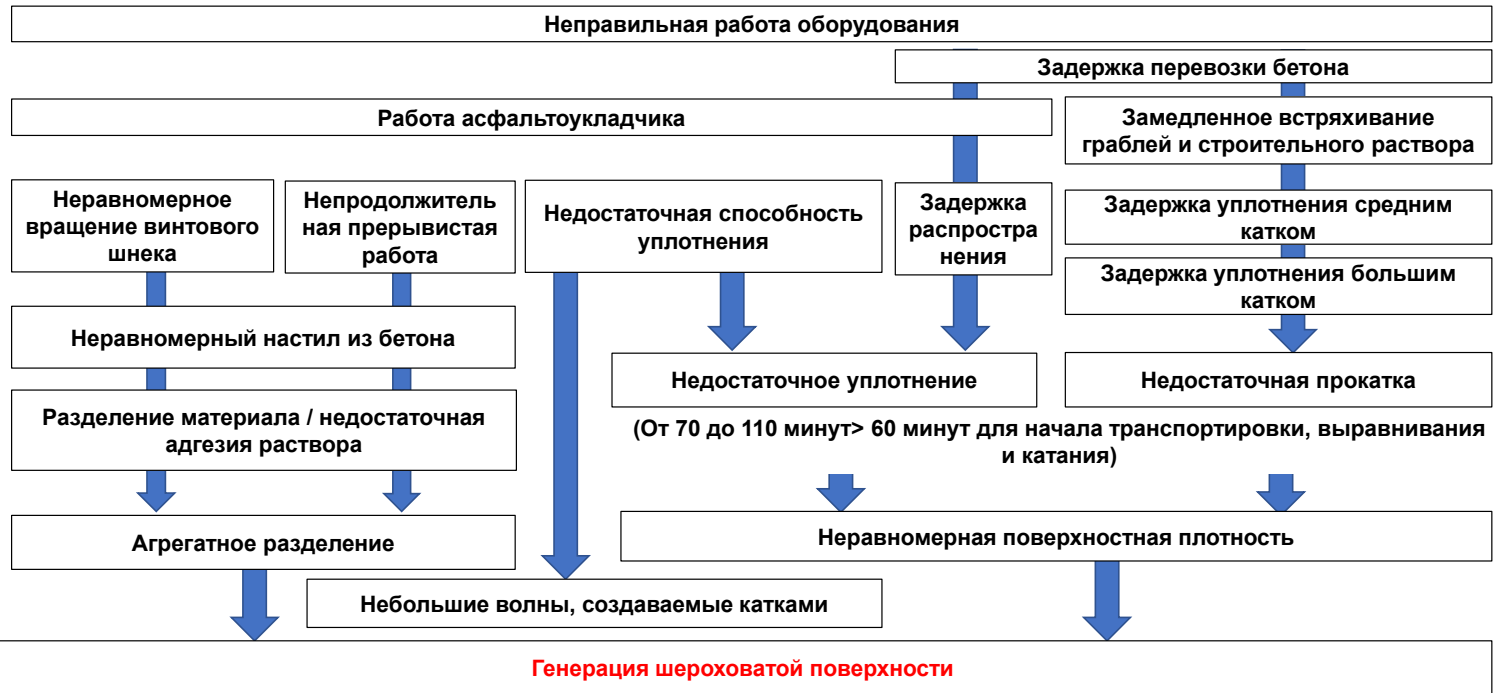 Неправильная работа оборудования
Задержка перевозки бетона
Работа асфальтоукладчика
Замедленное встряхивание
граблей и строительного раствора
Неравномерное
вращение винтового
шнека
Непродолжитель
ная прерывистая
работа
Недостаточная способность
уплотнения
Задержка
распростра
нения
Задержка уплотнения средним
катком
Задержка уплотнения большим
катком
Неравномерный настил из бетона
Недостаточное уплотнение
Недостаточная прокатка
Разделение материала / недостаточная
адгезия раствора
(От 70 до 110 минут> 60 минут для начала транспортировки, выравнивания
и катания)
Агрегатное разделение
Неравномерная поверхностная плотность
Небольшие волны, создаваемые катками
Генерация шероховатой поверхности